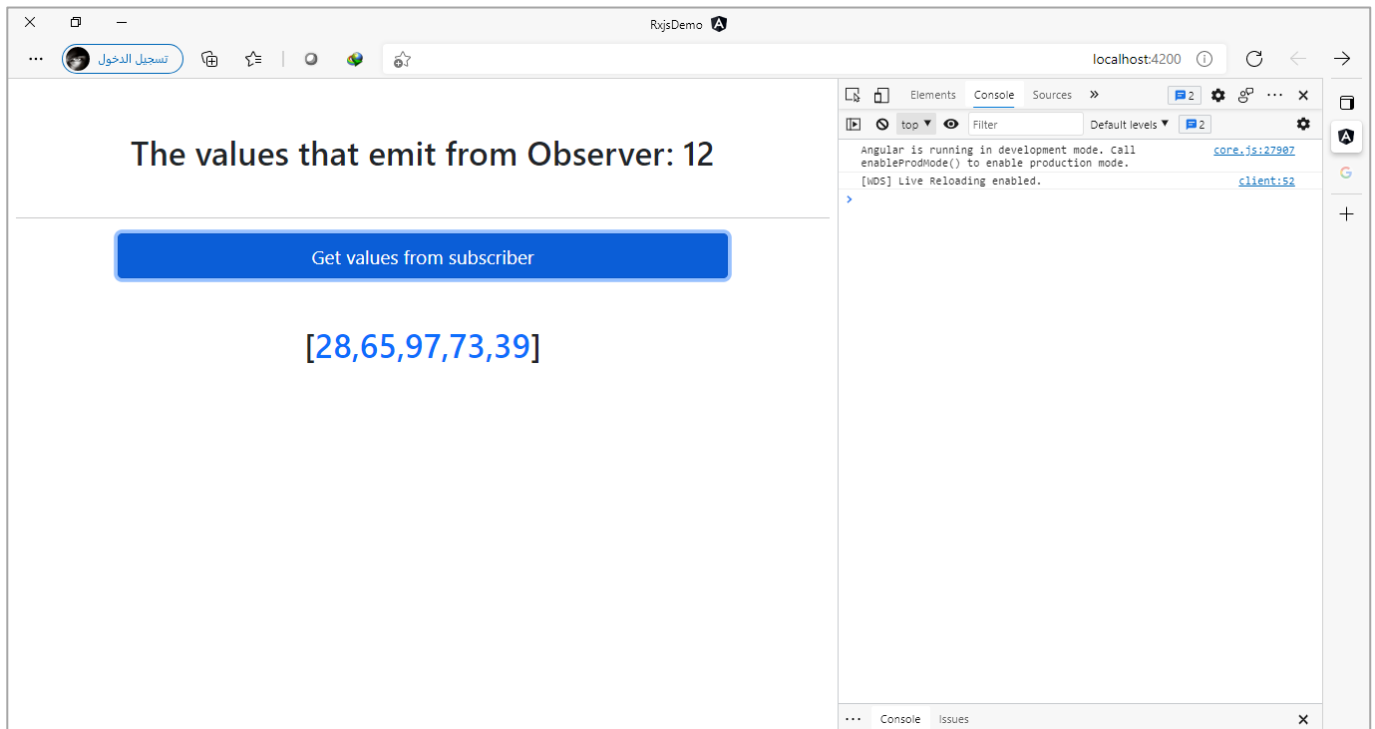 RxjsDemo
تسجيل الدخول
localhost:4200
The values that emit from Observer: 12
Get values from subscriber
[28,65,97,73,39]
Elements Console Sources » 2
top Filter Default levels 2
Angular is running in development mode. Call core.js:27907
enableProdMode() to enable production mode.
[WDS] Live Reloading enabled. client:52
Console Issues